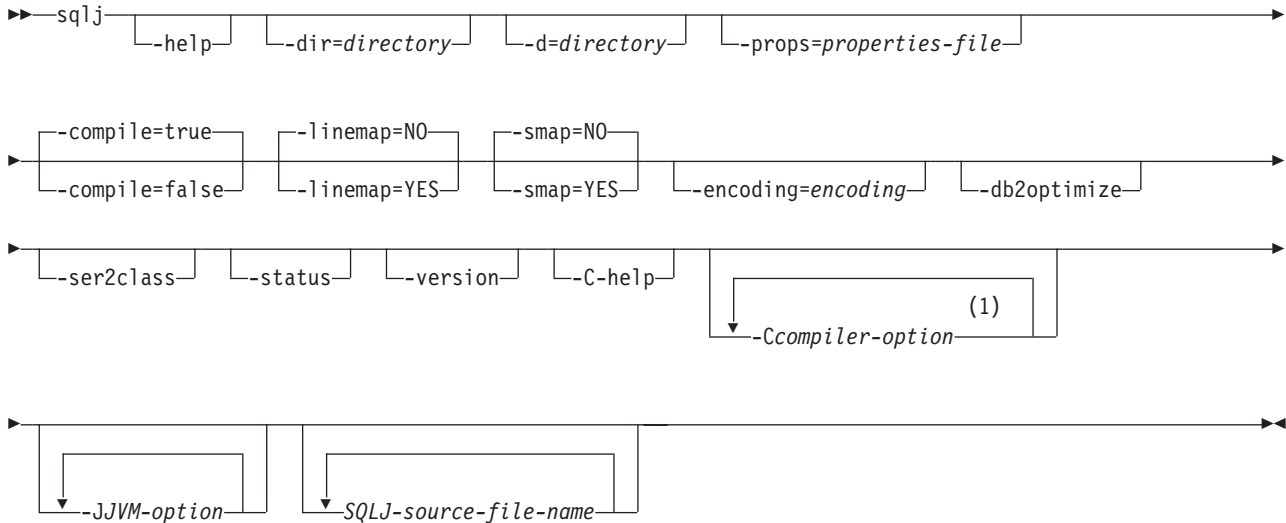 sqlj
-help
-dir=directory
-d=directory
-props=properties-file
-compile=true
-linemap=NO
-smap=NO
-compile=false
-linemap=YES
-smap=YES
-encoding=encoding
-db2optimize
-ser2class
-status
-version
-C-help
(1)
-Ccompiler-option
-JJVM-option
SQLJ-source-file-name